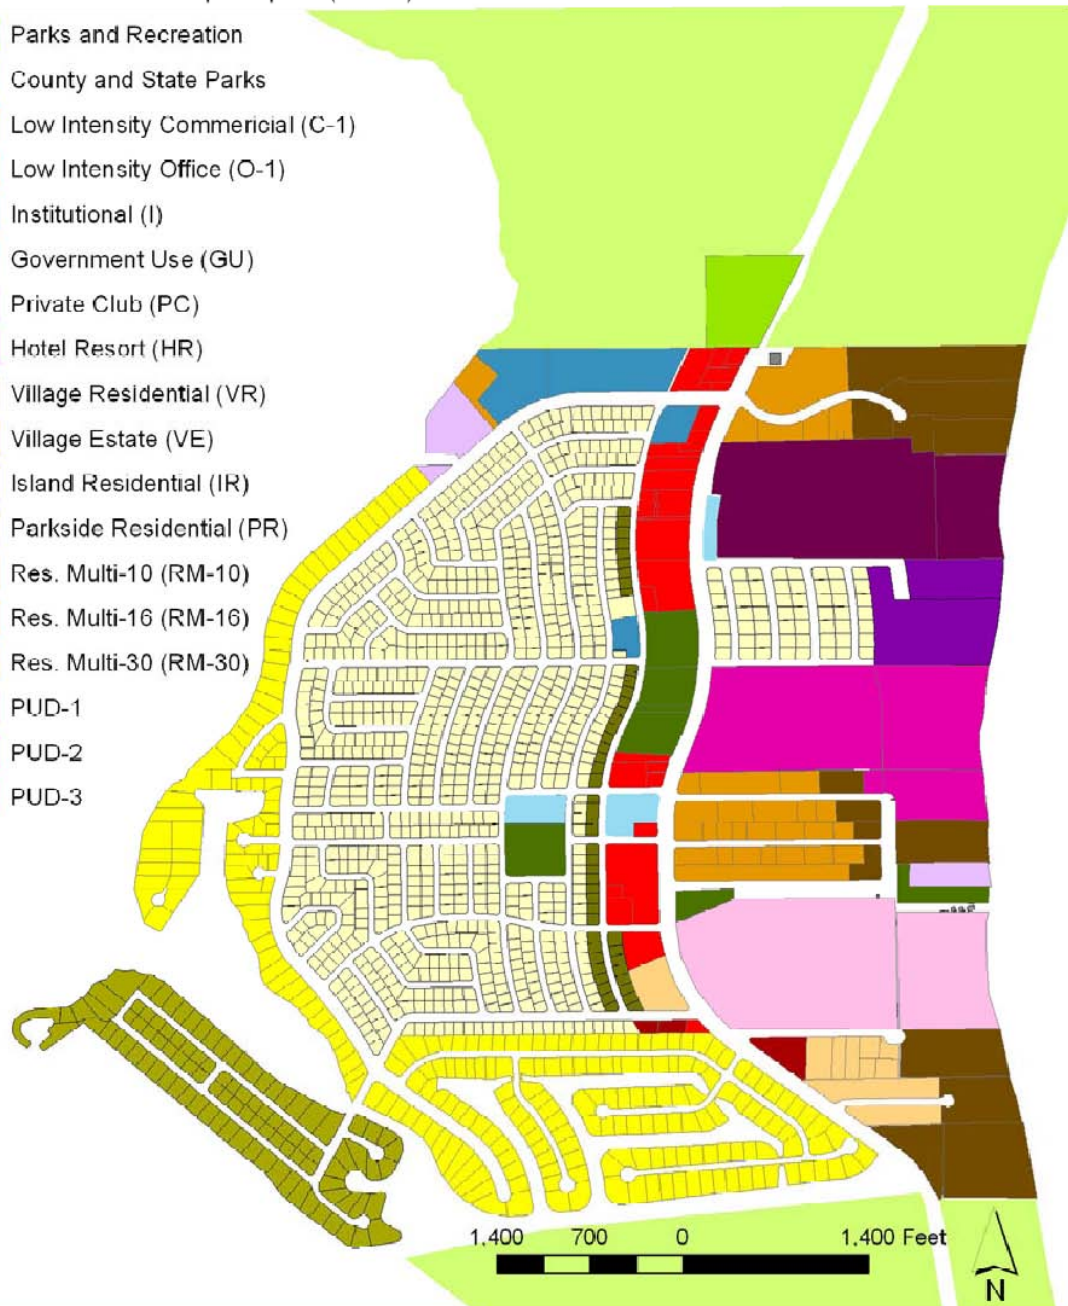 Parks and Recreation
County and State Parks
Low Intensity Commericial (C-1)
Low Intensity Office (O-1)
Institutional (I)
Government Use (GU)
Private Club (PC)
Hotel Resort (HR)
Village Residential (VR)
Village Estate (VE)
Island Residential (IR)
Parkside Residential (PR)
Res. Multi-10 (RM-10)
Res. Multi-16 (RM-16)
Res. Multi-30 (RM-30)
PUD-1
PUD-2
PUD-3
1,400 700 0 1,400 Feet
N